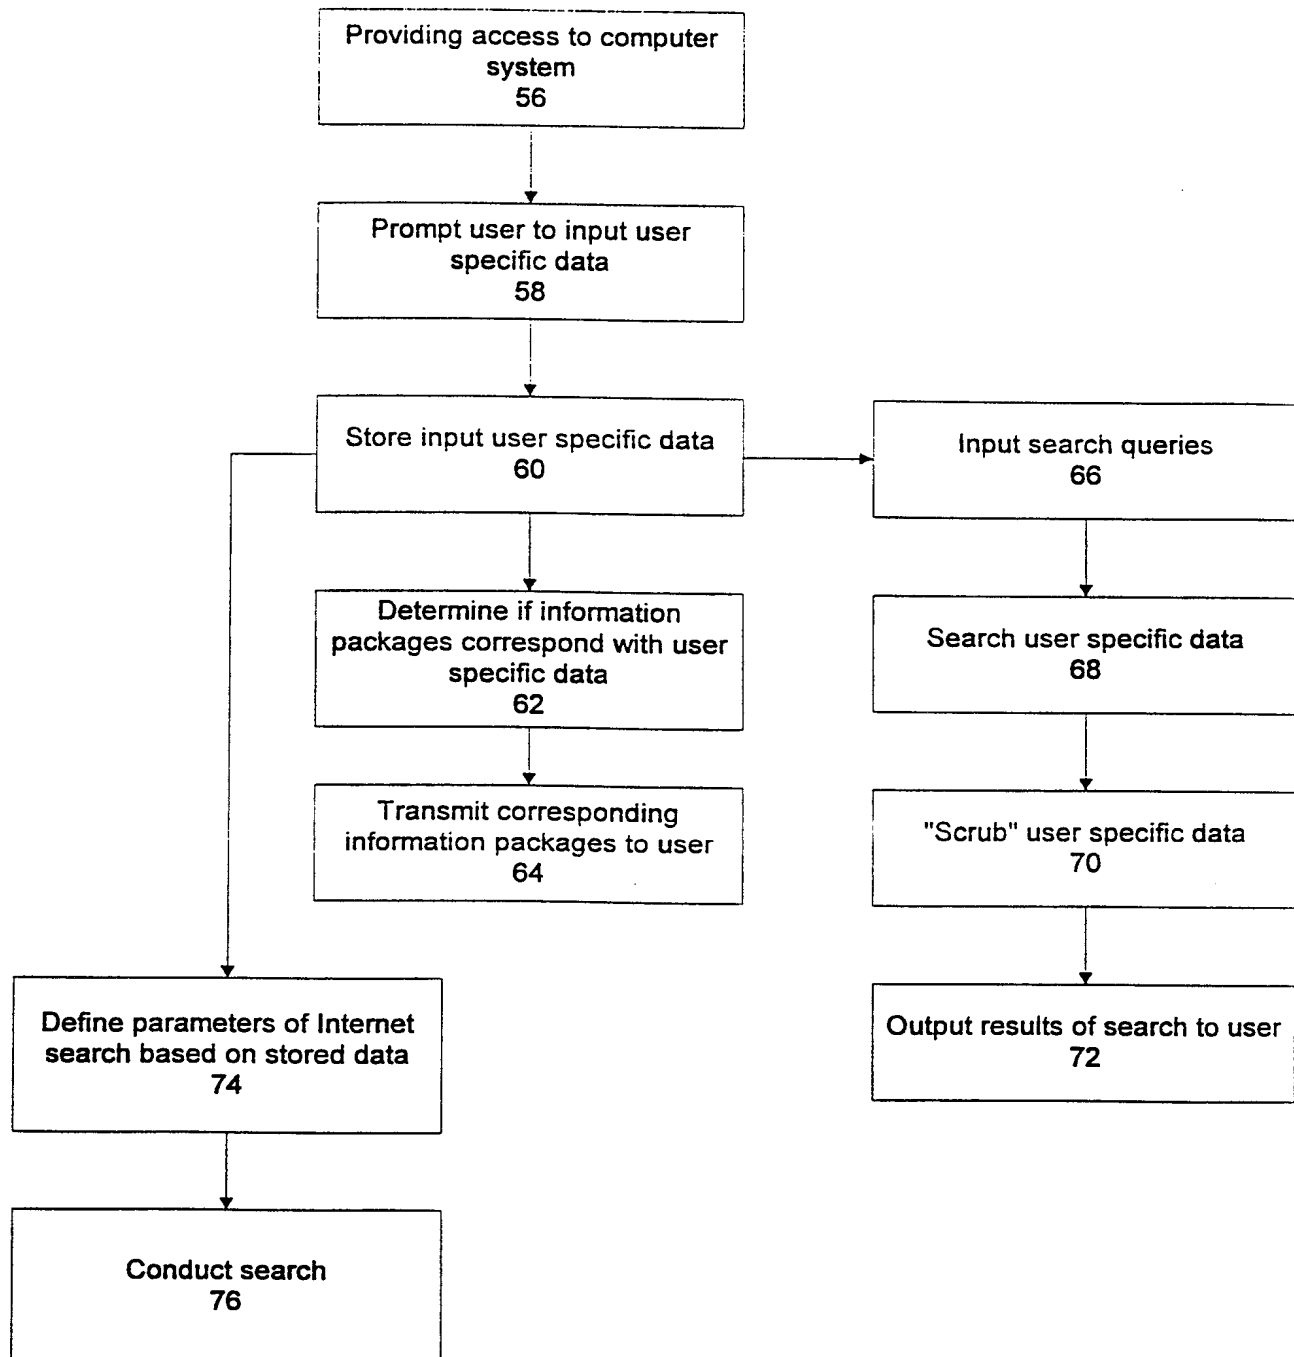 Providing access to computer
system
56
Prompt user to input user
specific data
58
Store input user specific data
60
Input search queries
66
Determine if information
packages correspond with user
specific data
62
Search user specific data
68
Transmit corresponding
information packages to user
64
"Scrub" user specific data
70
Define parameters of Internet
search based on stored data
74
Output results of search to user
72
Conduct search
76